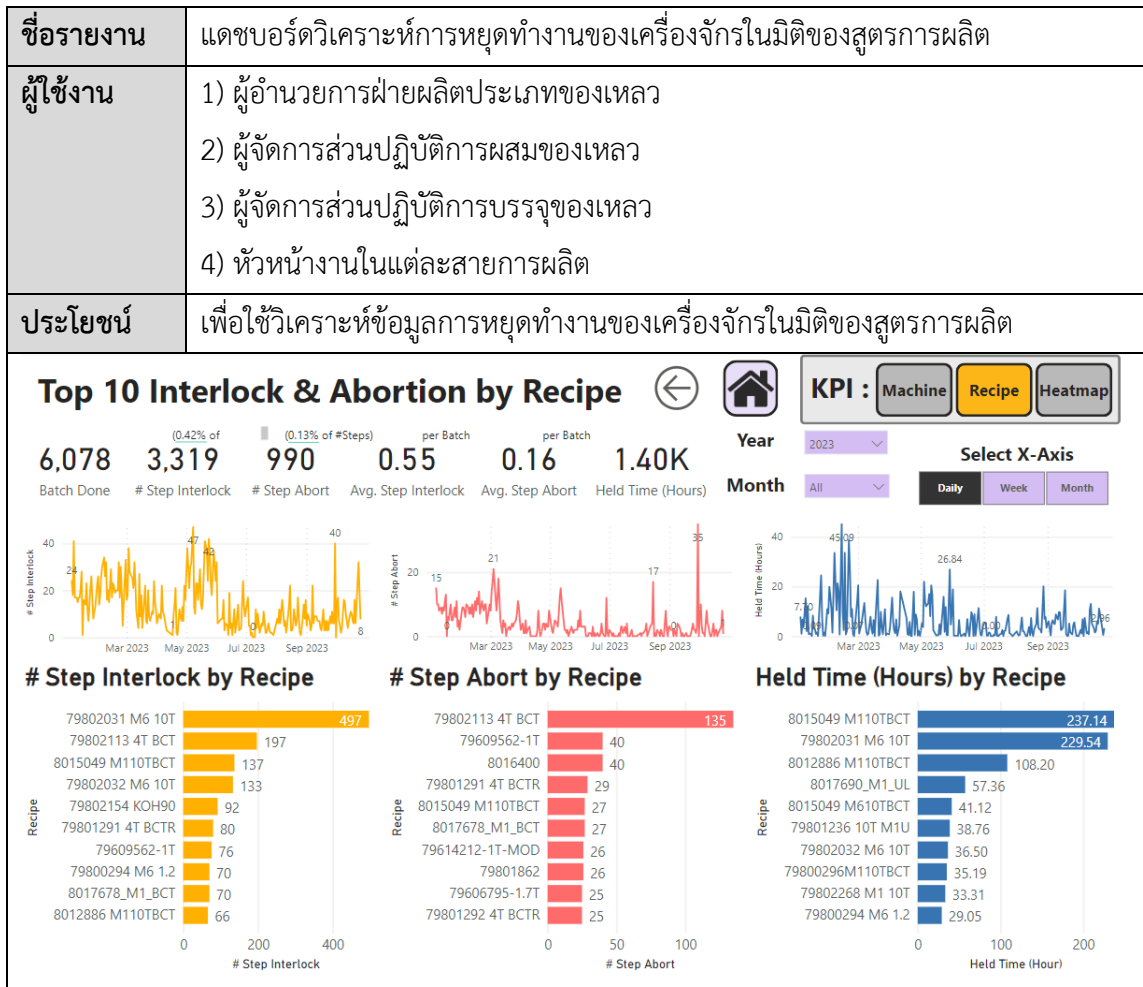 ชื่อรายงาน แดชบอร์ดวิเคราะห์การหยุดทำงานของเครื่องจักรในมิติของสูตรการผลิต
ผู้ใช้งาน 1) ผู้อำนวยการฝ่ายผลิตประเภทของเหลว
2) ผู้จัดการส่วนปฏิบัติการผสมของเหลว
3) ผู้จัดการส่วนปฏิบัติการบรรจุของเหลว
4) หัวหน้างานในแต่ละสายการผลิต
ประโยชน์ เพื่อใช้วิเคราะห์ข้อมูลการหยุดทำงานของเครื่องจักรในมิติของสูตรการผลิต
Top 10 Interlock & Abortion by Recipe
KPI : Machine Recipe Heatmap
(0.42% of (0.13% of #Steps) per Batch per Batch
6,078 3,319 990 0.55 0.16 1.40K
Batch Done # Step Interlock # Step Abort Avg. Step Interlock Avg. Step Abort Held Time (Hours)
Year 2023
Month All
Select X-Axis
Daily Week Month
# Step Interlock
40
20
0
24
47
42
1
0
40
8
Mar 2023 May 2023 Jul 2023 Sep 2023
# Step Abort
20
0
15
0
21
17
0
35
1
Mar 2023 May 2023 Jul 2023 Sep 2023
Held Time (Hours)
40
20
0
7.70
45.09
26.84
2.96
Mar 2023 May 2023 Jul 2023 Sep 2023
# Step Interlock by Recipe
Recipe
79802031 M6 10T 497
79802113 4T BCT 197
8015049 M110TBCT 137
79802032 M6 10T 133
79802154 KOH90 92
79801291 4T BCTR 80
79609562-1T 76
79800294 M6 1.2 70
8017678_M1_BCT 70
8012886 M110TBCT 66
0 200 400
# Step Interlock
# Step Abort by Recipe
Recipe
79802113 4T BCT 135
79609562-1T 40
8016400 40
79801291 4T BCTR 29
8015049 M110TBCT 27
8017678_M1_BCT 27
79614212-1T-MOD 26
79801862 26
79606795-1.7T 25
79801292 4T BCTR 25
0 50 100
# Step Abort
Held Time (Hours) by Recipe
Recipe
8015049 M110TBCT 237.14
79802031 M6 10T 229.54
8012886 M110TBCT 108.20
8017690_M1_UL 57.36
8015049 M610TBCT 41.12
79801236 10T M1U 38.76
79802032 M6 10T 36.50
79800296M110TBCT 35.19
79802268 M1 10T 33.31
79800294 M6 1.2 29.05
0 100 200
Held Time (Hour)